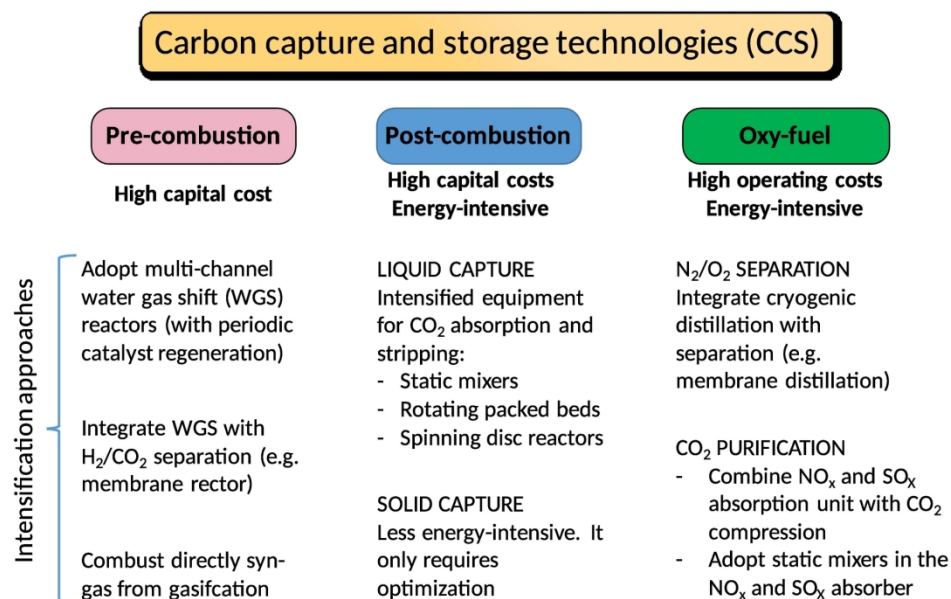 Carbon capture and storage technologies (CCS)
Pre-combustion
High capital cost
Post-combustion
High capital costs
Energy-intensive
Oxy-fuel
High operating costs
Energy-intensive
Intensification approaches
Adopt multi-channel
water gas shift (WGS)
reactors (with periodic
catalyst regeneration)
Integrate WGS with
H₂/CO₂ separation (e.g.
membrane rector)
Combust directly syn-
gas from gasifcation
LIQUID CAPTURE
Intensified equipment
for CO₂ absorption and
stripping:
- Static mixers
- Rotating packed beds
- Spinning disc reactors
SOLID CAPTURE
Less energy-intensive. It
only requires
optimization
N₂/O₂ SEPARATION
Integrate cryogenic
distillation with
separation (e.g.
membrane distillation)
CO₂ PURIFICATION
- Combine NOₓ and SOₓ
absorption unit with CO₂
compression
- Adopt static mixers in the
NOₓ and SOₓ absorber